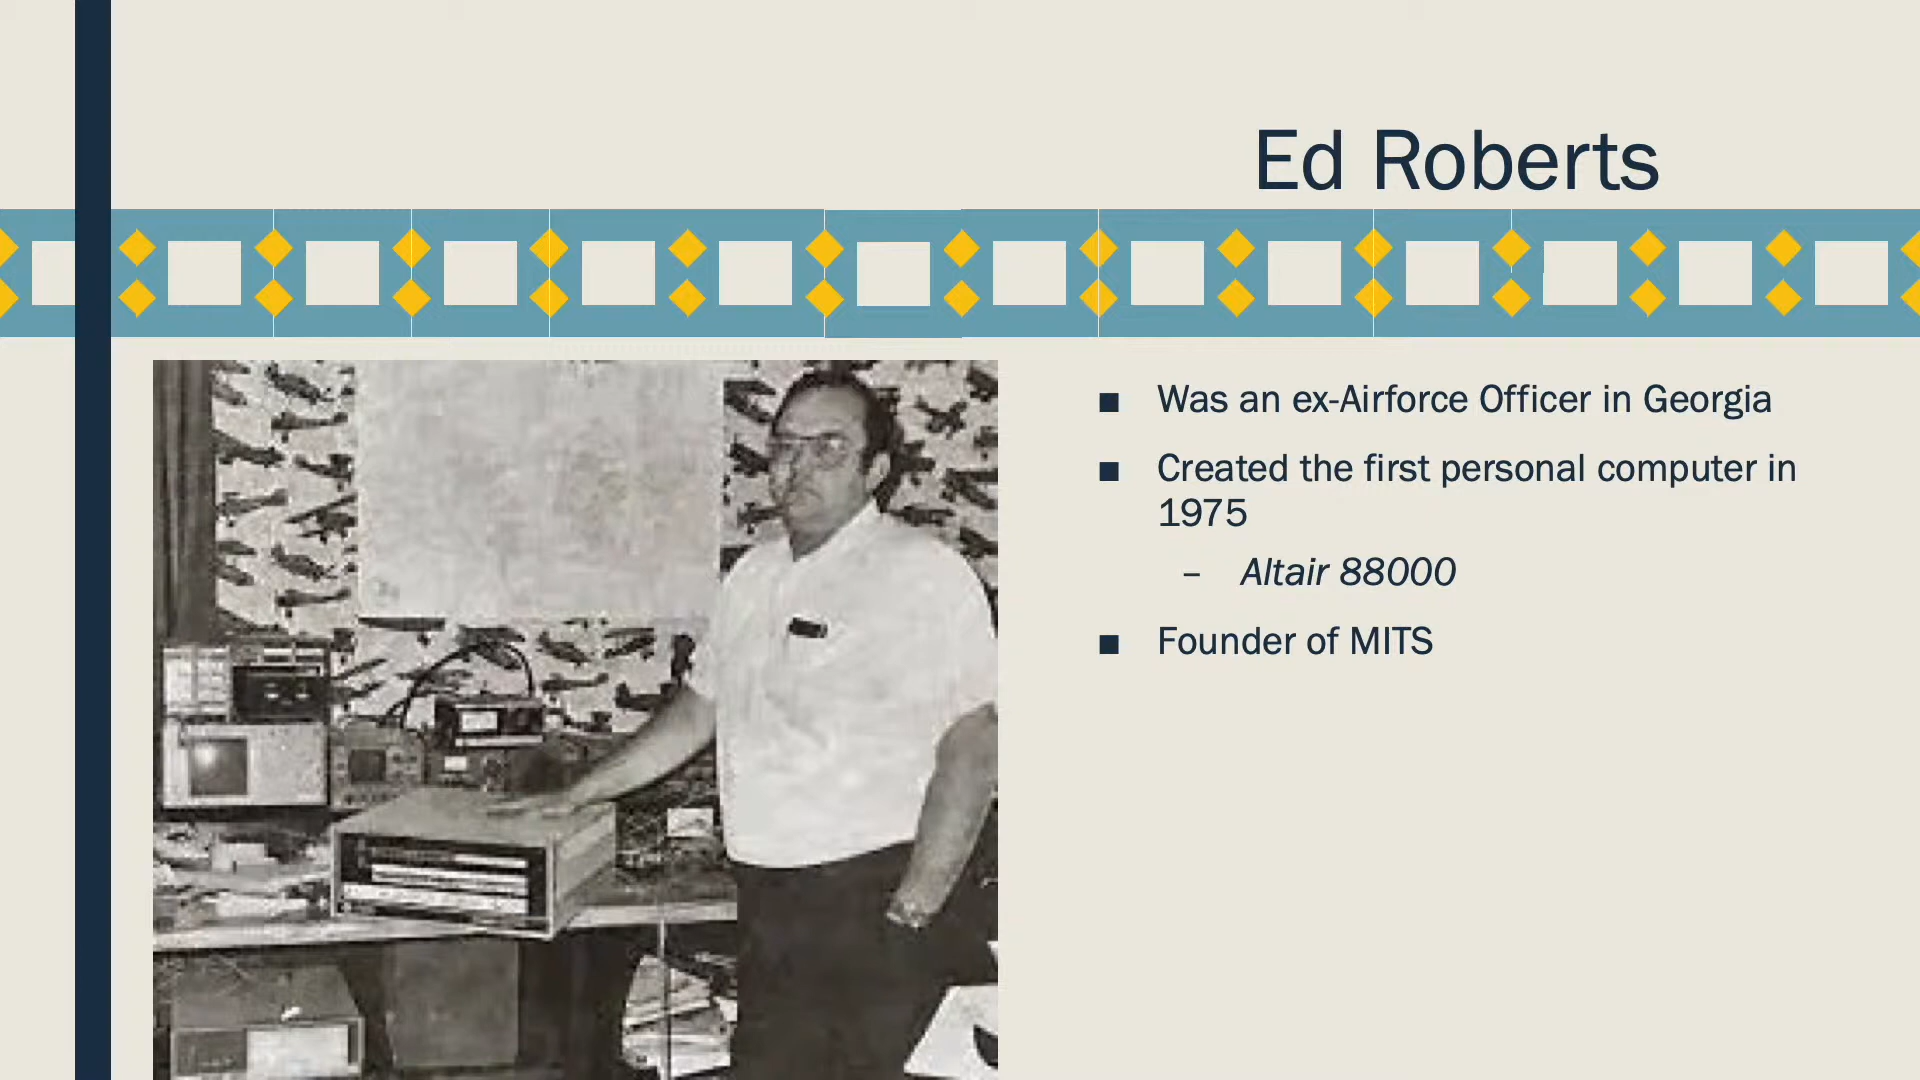 Ed Roberts
■ Was an ex-Airforce Officer in Georgia
■ Created the first personal computer in
1975
– Altair 88000
■ Founder of MITS